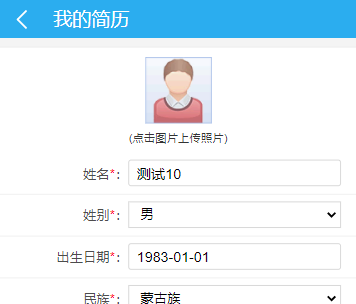 我的简历
(点击图片上传照片)
姓名*: 测试10
姓别*: 男
出生日期*: 1983-01-01
民族*: 蒙古族